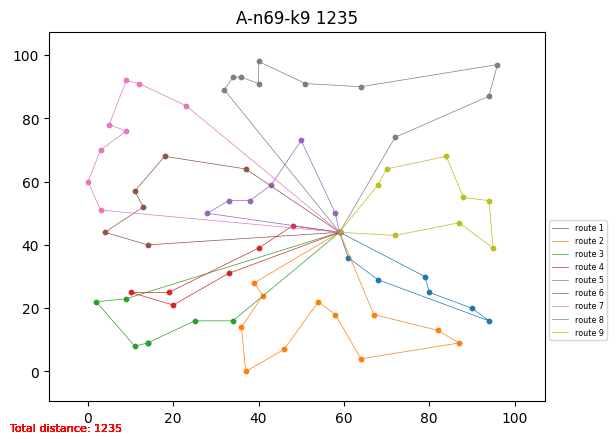 A-n69-k9 1235
100
80
60
40
20
0
0 20 40 60 80 100
route 1
route 2
route 3
route 4
route 5
route 6
route 7
route 8
route 9
Total distance: 1235